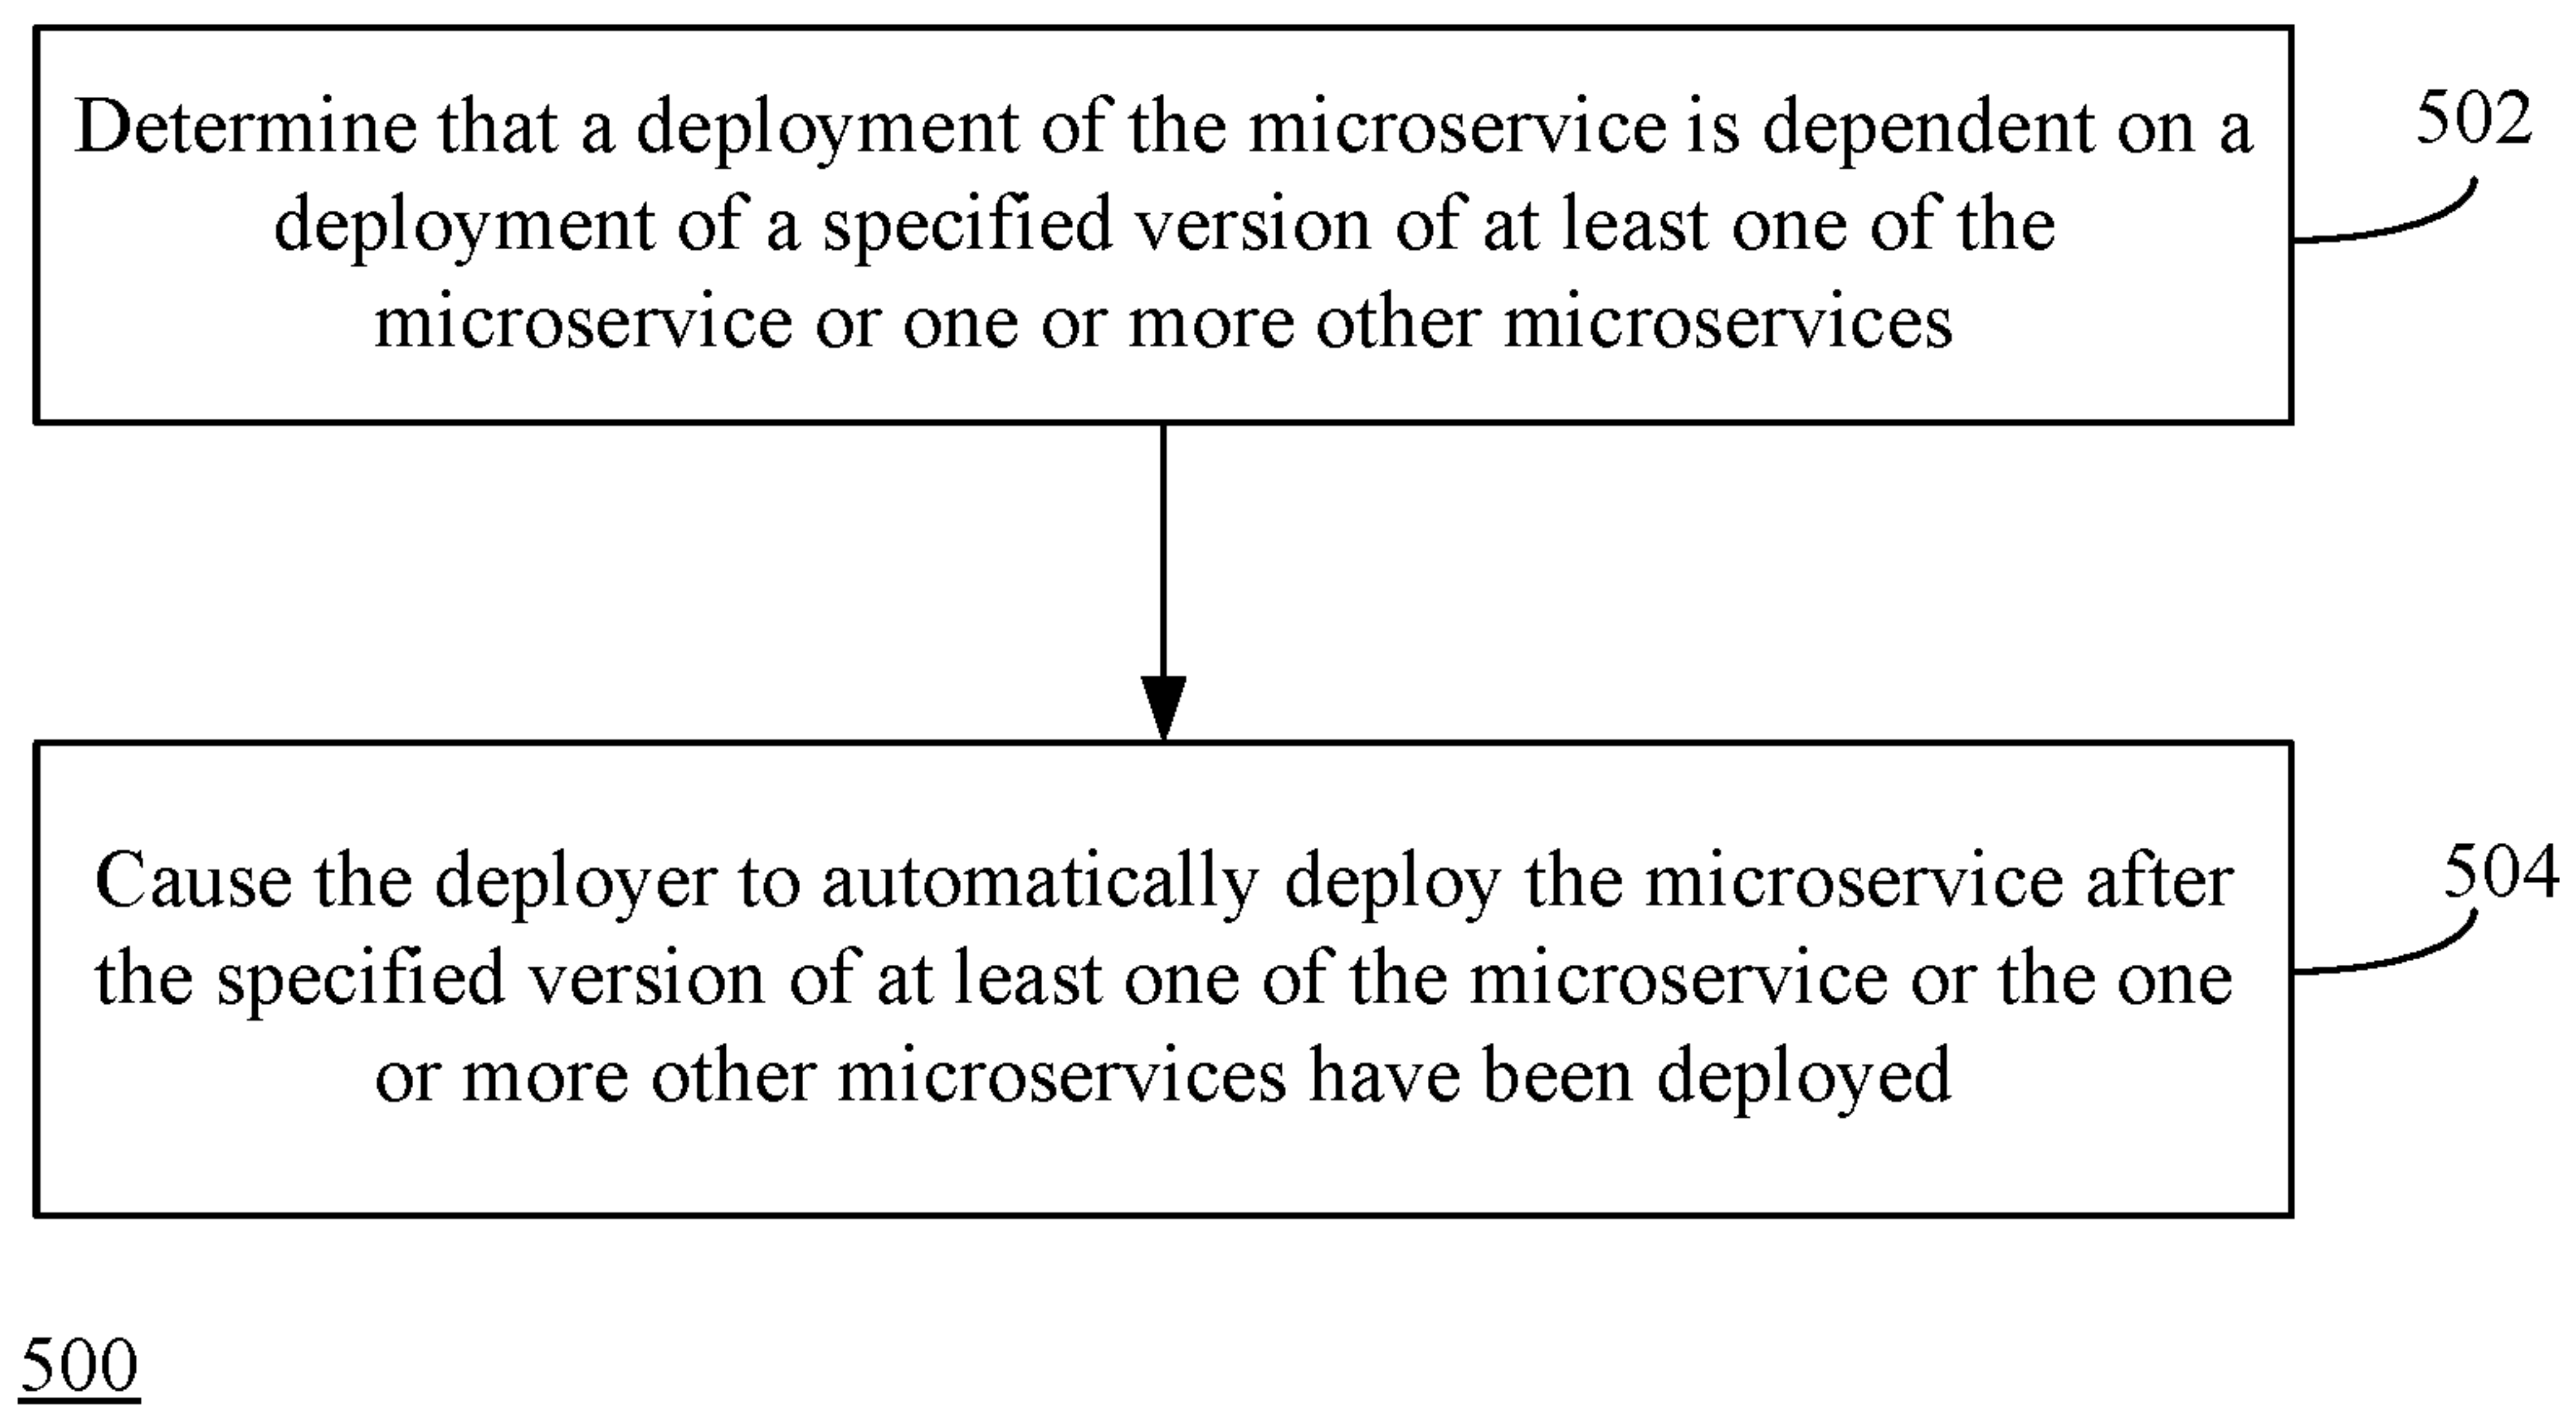 Determine that a deployment of the microservice is dependent on a
deployment of a specified version of at least one of the
microservice or one or more other microservices
502
Cause the deployer to automatically deploy the microservice after
the specified version of at least one of the microservice or the one
or more other microservices have been deployed
504
500